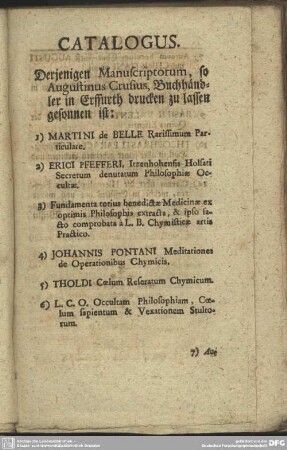 CATALOGUS.
Derjenigen Manuscriptorum, so
Augustinus Crusius, Buchhänd-
ler in Erffurth drucken zu lassen
gesonnen ist:
1) MARTINI de BELLE Rarissimum Par-
ticulare.
2) ERICI PFEFFERI, Itzenhohensis Holsati
Secretum denutatum Philosophiæ Oc-
cultæ.
3) Fundamenta totius benedictæ Medicinæ ex
optimis Philosophis extracta, & ipso fa-
cto comprobata à L. B. Chymisticæ artis
Practico.
4) JOHANNIS PONTANI Meditationes
de Operationibus Chymicis.
5) THOLDI Cœlum Reseratum Chymicum.
6) L. C. O. Occultam Philosophiam, Cœ-
lum sapientum & Vexationem Stulto-
rum.